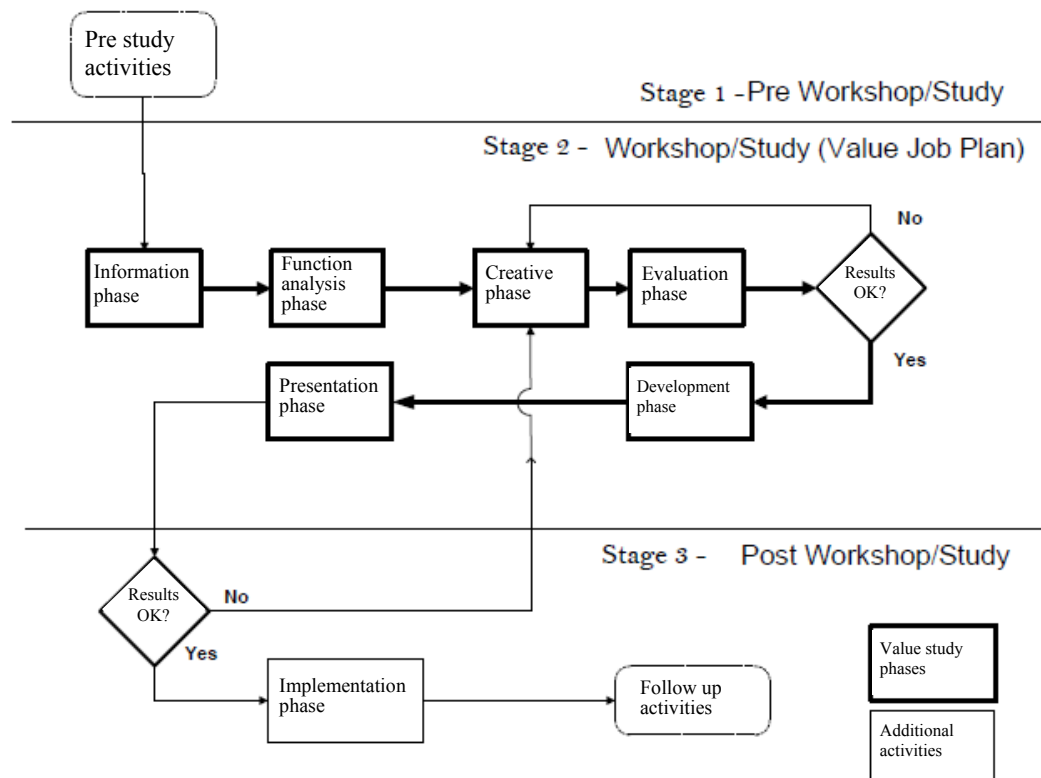 Pre study
activities
Stage 1 -Pre Workshop/Study
Stage 2 - Workshop/Study (Value Job Plan)
No
Information
phase
Function
analysis
phase
Creative
phase
Evaluation
phase
Results
OK?
Yes
Presentation
phase
Development
phase
Stage 3 - Post Workshop/Study
Results
OK?
No
Yes
Implementation
phase
Follow up
activities
Value study
phases
Additional
activities